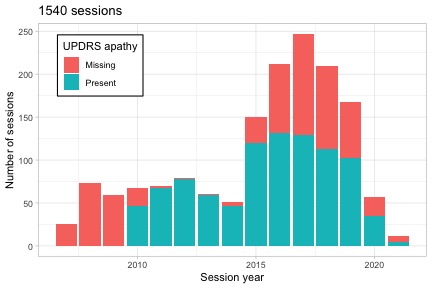 1540 sessions
UPDRS apathy
Missing
Present
Number of sessions
250
200
150
100
50
0
2010 2015 2020
Session year